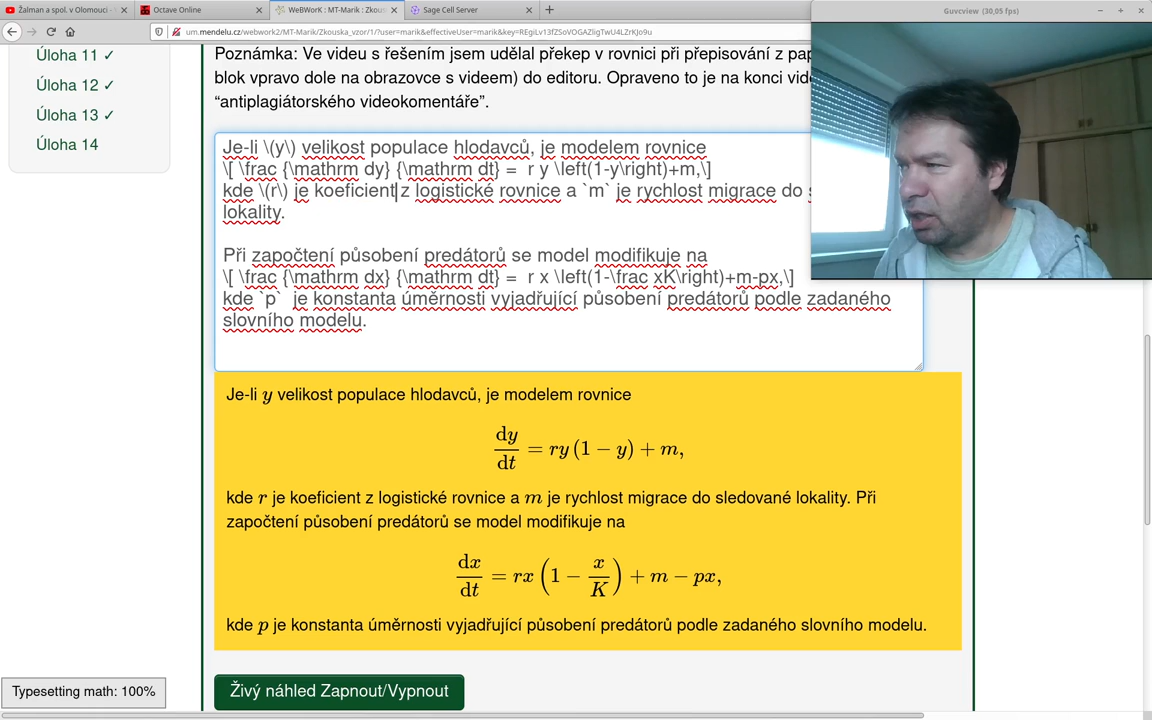 Žalman a spol. v Olomouci -
Octave Online
WeBWorK : MT-Marik : Zkous
Sage Cell Server
Guvcview (30,05 fps)
um.mendelu.cz/webwork2/MT-Marik/Zkouska_vzor/1/?user=marik&effectiveUser=marik&key=
Úloha 11 ✓
Úloha 12 ✓
Úloha 13 ✓
Úloha 14
Poznámka: Ve videu s řešením jsem udělal překep v rovnici při přepisování z pap
blok vpravo dole na obrazovce s videem) do editoru. Opraveno to je na konci vid
“antiplagiátorského videokomentáře”.
Je-li \(y\) velikost populace hlodavců, je modelem rovnice
\[ \frac {\mathrm dy} {\mathrm dt} = r y \left(1-y\right)+m,\]
kde \(r\) je koeficient z logistické rovnice a `m` je rychlost migrace do s
lokality.
Při započtení působení predátorů se model modifikuje na
\[ \frac {\mathrm dx} {\mathrm dt} = r x \left(1-\frac xK\right)+m-px,\]
kde `p` je konstanta úměrnosti vyjadřující působení predátorů podle zadaného
slovního modelu.
Je-li y velikost populace hlodavců, je modelem rovnice
dy/dt = ry (1 − y) + m,
kde r je koeficient z logistické rovnice a m je rychlost migrace do sledované lokality. Při
započtení působení predátorů se model modifikuje na
dx/dt = rx (1 − x/K) + m − px,
kde p je konstanta úměrnosti vyjadřující působení predátorů podle zadaného slovního modelu.
Živý náhled Zapnout/Vypnout
Typesetting math: 100%